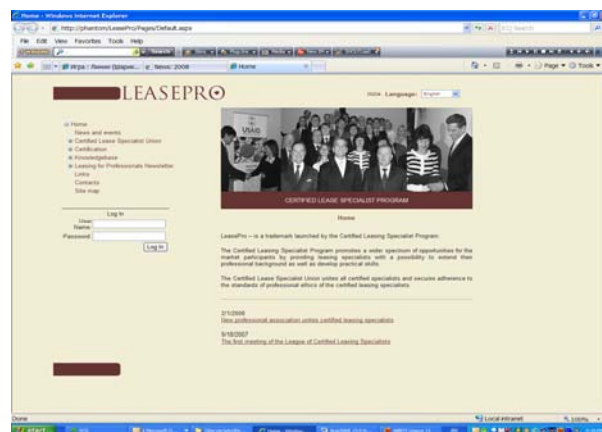 Home - Windows Internet Explorer
http://phantom/LeasePro/Pages/Default.aspx
File Edit View Favorites Tools Help
News: 2008
Home
Page Tools
LEASEPRO
Home Language: English
Home
News and events
Certified Lease Specialist Union
Certification
Knowledgebase
Leasing for Professionals Newsletter
Links
Contacts
Site map
Log In
User Name:
Password:
Log In
USAID
CERTIFIED LEASE SPECIALIST PROGRAM
Home
LeasePro – is a trademark launched by the Certified Leasing Specialist Program.
The Certified Leasing Specialist Program promotes a wider spectrum of opportunities for the
market participants by providing leasing specialists with a possibility to extend their
professional background as well as develop practical skills.
The Certified Lease Specialist Union unites all certified specialists and secures adherence to
the standards of professional ethics of the certified leasing specialists.
2/1/2008
New professional association unites certified leasing specialists
9/18/2007
The first meeting of the League of Certified Leasing Specialists
Done
Local intranet
100%
start